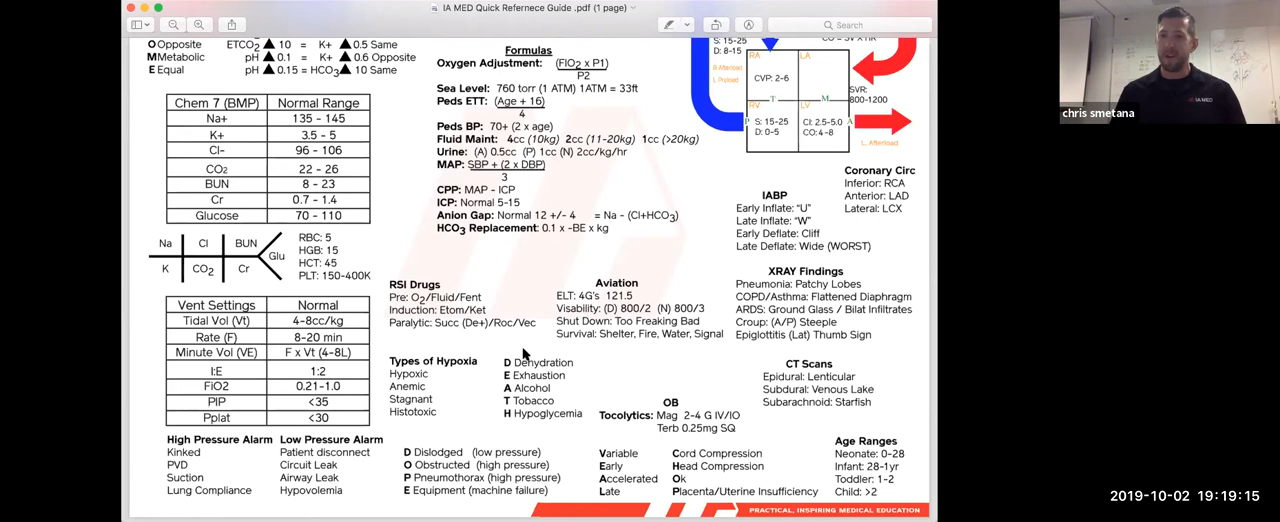 IA MED Quick Refernece Guide .pdf (1 page)
Search
O Opposite
M Metabolic
E Equal
ETCO2 ▲ 10 = K+ ▲ 0.5 Same
pH ▲ 0.1 = K+ ▲ 0.6 Opposite
pH ▲ 0.15 = HCO3 ▲ 10 Same
Chem 7 (BMP) Normal Range
Na+ 135 - 145
K+ 3.5 - 5
Cl- 96 - 106
CO2 22 - 26
BUN 8 - 23
Cr 0.7 - 1.4
Glucose 70 - 110
Na Cl BUN
Glu
K CO2 Cr
RBC: 5
HGB: 15
HCT: 45
PLT: 150-400K
Vent Settings Normal
Tidal Vol (Vt) 4-8cc/kg
Rate (F) 8-20 min
Minute Vol (VE) F x Vt (4-8L)
I:E 1:2
FiO2 0.21-1.0
PIP <35
Pplat <30
High Pressure Alarm
Kinked
PVD
Suction
Lung Compliance
Low Pressure Alarm
Patient disconnect
Circuit Leak
Airway Leak
Hypovolemia
Formulas
Oxygen Adjustment: (FIO2 x P1)
P2
Sea Level: 760 torr (1 ATM) 1ATM = 33ft
Peds ETT: (Age + 16)
4
Peds BP: 70+ (2 x age)
Fluid Maint: 4cc (10kg) 2cc (11-20kg) 1cc (>20kg)
Urine: (A) 0.5cc (P) 1cc (N) 2cc/kg/hr
MAP: SBP + (2 x DBP)
3
CPP: MAP - ICP
ICP: Normal 5-15
Anion Gap: Normal 12 +/- 4 = Na - (Cl+HCO3)
HCO3 Replacement: 0.1 x -BE x kg
RSI Drugs
Pre: O2/Fluid/Fent
Induction: Etom/Ket
Paralytic: Succ (De+)/Roc/Vec
Aviation
ELT: 4G's 121.5
Visability: (D) 800/2 (N) 800/3
Shut Down: Too Freaking Bad
Survival: Shelter, Fire, Water, Signal
Types of Hypoxia
Hypoxic
Anemic
Stagnant
Histotoxic
D Dehydration
E Exhaustion
A Alcohol
T Tobacco
H Hypoglycemia
OB
Tocolytics: Mag 2-4 G IV/IO
Terb 0.25mg SQ
D Dislodged (low pressure)
O Obstructed (high pressure)
P Pneumothorax (high pressure)
E Equipment (machine failure)
Variable Cord Compression
Early Head Compression
Accelerated Ok
Late Placenta/Uterine Insufficiency
S: 15-25
D: 8-15
R Afterload
L Preload
RA LA
CVP: 2-6
T M
RV LV
P S: 15-25
D: 0-5
CI: 2.5-5.0
CO: 4-8
A
SVR:
800-1200
L. Afterload
Coronary Circ
Inferior: RCA
Anterior: LAD
Lateral: LCX
IABP
Early Inflate: "U"
Late Inflate: "W"
Early Deflate: Cliff
Late Deflate: Wide (WORST)
XRAY Findings
Pneumonia: Patchy Lobes
COPD/Asthma: Flattened Diaphragm
ARDS: Ground Glass / Bilat Infiltrates
Croup: (A/P) Steeple
Epiglottitis (Lat) Thumb Sign
CT Scans
Epidural: Lenticular
Subdural: Venous Lake
Subarachnoid: Starfish
Age Ranges
Neonate: 0-28
Infant: 28-1yr
Toddler: 1-2
Child: >2
PRACTICAL, INSPIRING MEDICAL EDUCATION
IA MED
chris smetana
2019-10-02 19:19:15